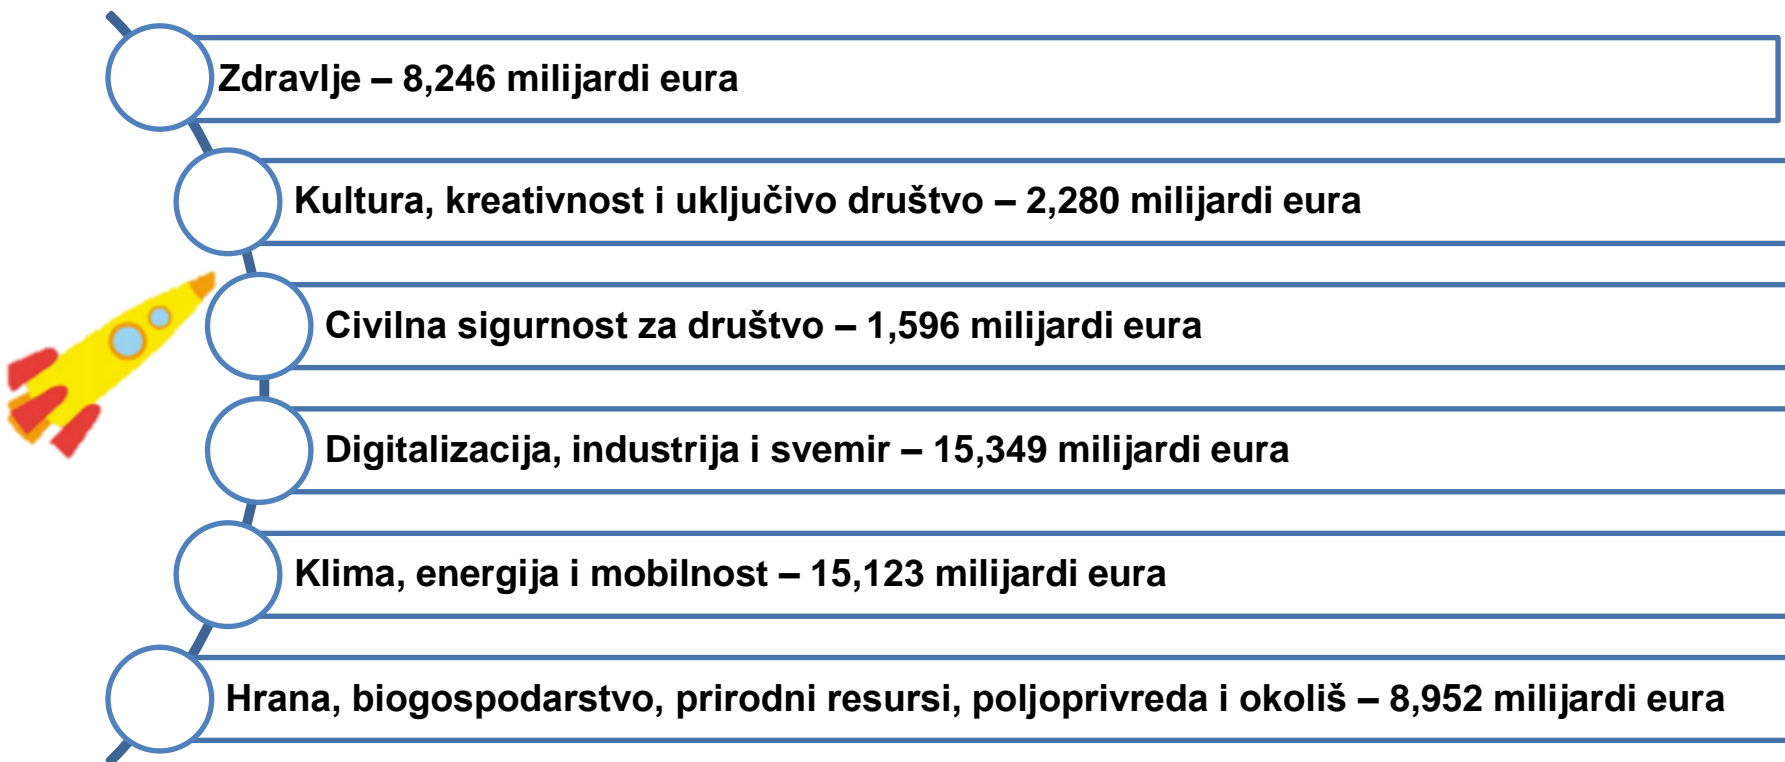 Zdravlje – 8,246 milijardi eura
Kultura, kreativnost i uključivo društvo – 2,280 milijardi eura
Civilna sigurnost za društvo – 1,596 milijardi eura
Digitalizacija, industrija i svemir – 15,349 milijardi eura
Klima, energija i mobilnost – 15,123 milijardi eura
Hrana, biogospodarstvo, prirodni resursi, poljoprivreda i okoliš – 8,952 milijardi eura